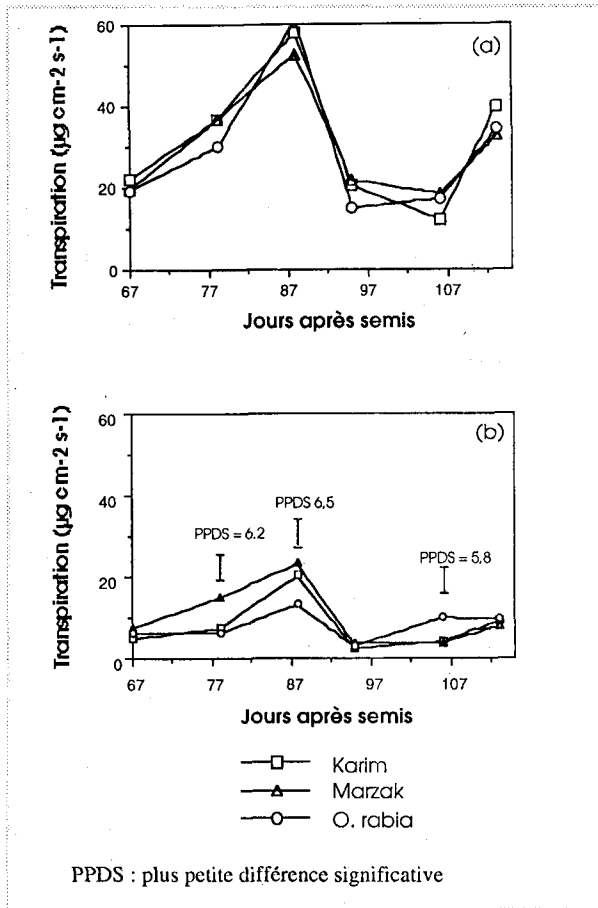 (a)
Transpiration (µg cm-2 s-1)
60
40
20
0
67 77 87 97 107
Jours après semis
(b)
Transpiration (µg cm-2 s-1)
60
40
20
0
PPDS = 6.2
PPDS 6,5
PPDS = 5,8
67 77 87 97 107
Jours après semis
Karim
Marzak
O. rabia
PPDS : plus petite différence significative